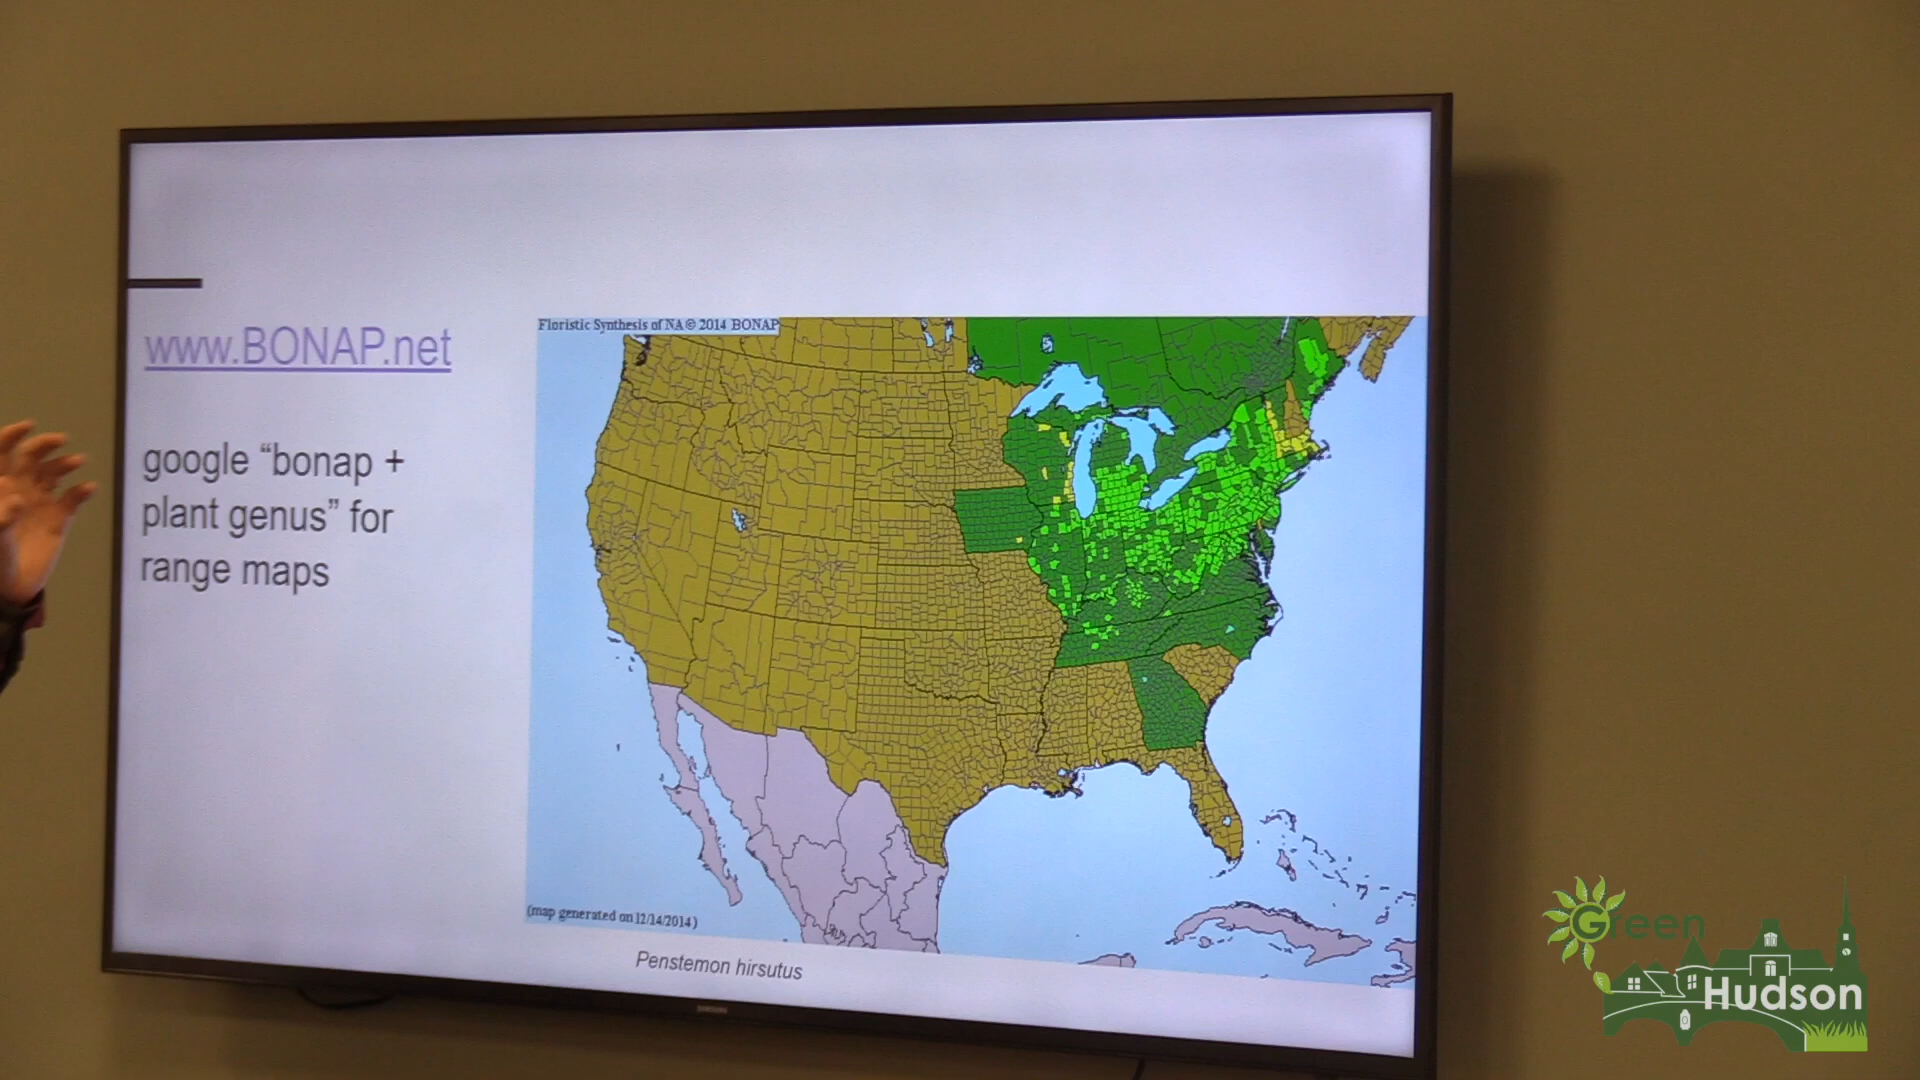 Floristic Synthesis of NA © 2014 BONAP
www.BONAP.net
google “bonap +
plant genus” for
range maps
(map generated on 12/14/2014)
Penstemon hirsutus
SAMSUNG
Green
Hudson